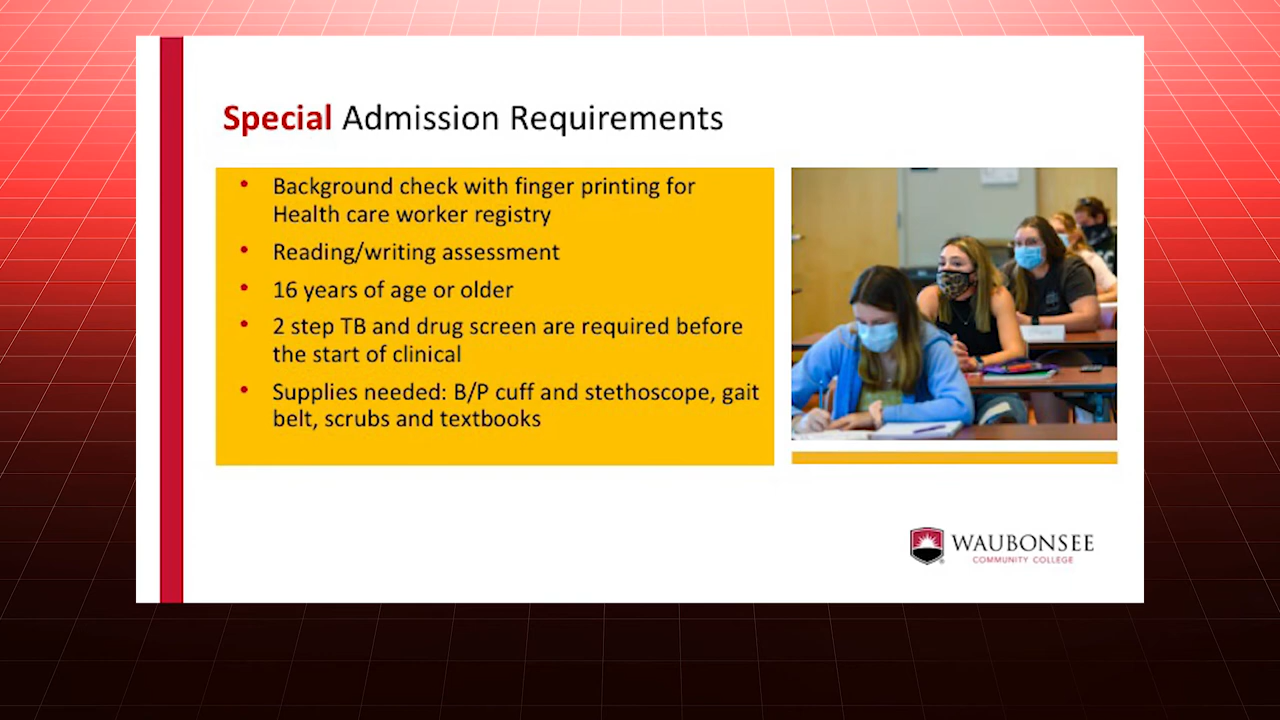 Special Admission Requirements
• Background check with finger printing for
Health care worker registry
• Reading/writing assessment
• 16 years of age or older
• 2 step TB and drug screen are required before
the start of clinical
• Supplies needed: B/P cuff and stethoscope, gait
belt, scrubs and textbooks
WAUBONSEE
COMMUNITY COLLEGE